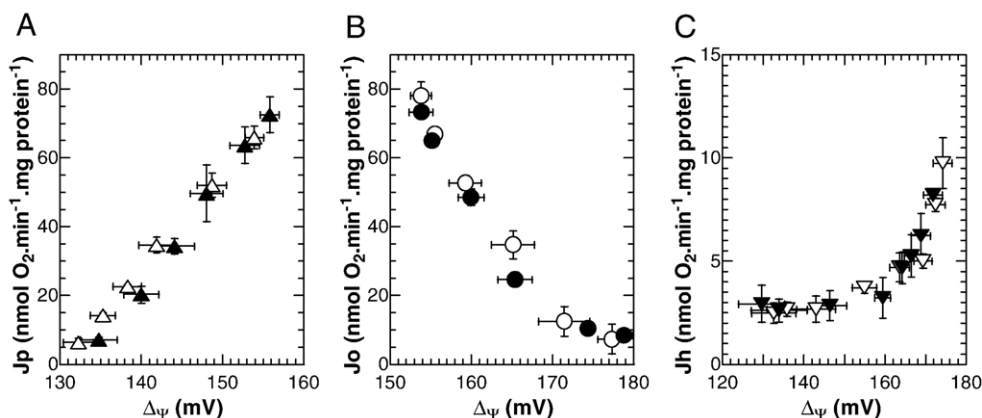 A
B
C
Jp (nmol O2.min-1.mg protein-1)
80
60
40
20
0
130
140
150
160
ΔΨ (mV)
Jo (nmol O2.min-1.mg protein-1)
80
60
40
20
0
150
160
170
180
ΔΨ (mV)
Jh (nmol O2.min-1.mg protein-1)
15
10
5
0
120
140
160
180
ΔΨ (mV)